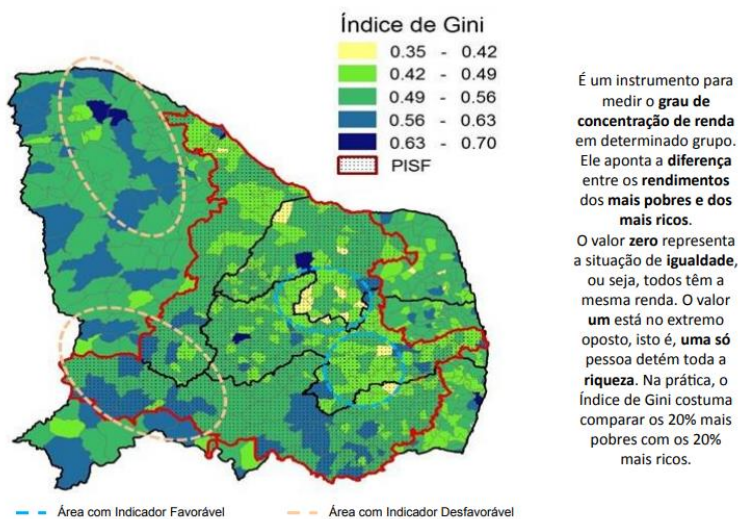 Índice de Gini
0.35 - 0.42
0.42 - 0.49
0.49 - 0.56
0.56 - 0.63
0.63 - 0.70
PISF
É um instrumento para
medir o grau de
concentração de renda
em determinado grupo.
Ele aponta a diferença
entre os rendimentos
dos mais pobres e dos
mais ricos.
O valor zero representa
a situação de igualdade,
ou seja, todos têm a
mesma renda. O valor
um está no extremo
oposto, isto é, uma só
pessoa detém toda a
riqueza. Na prática, o
Índice de Gini costuma
comparar os 20% mais
pobres com os 20%
mais ricos.
Área com Indicador Favorável
Área com Indicador Desfavorável